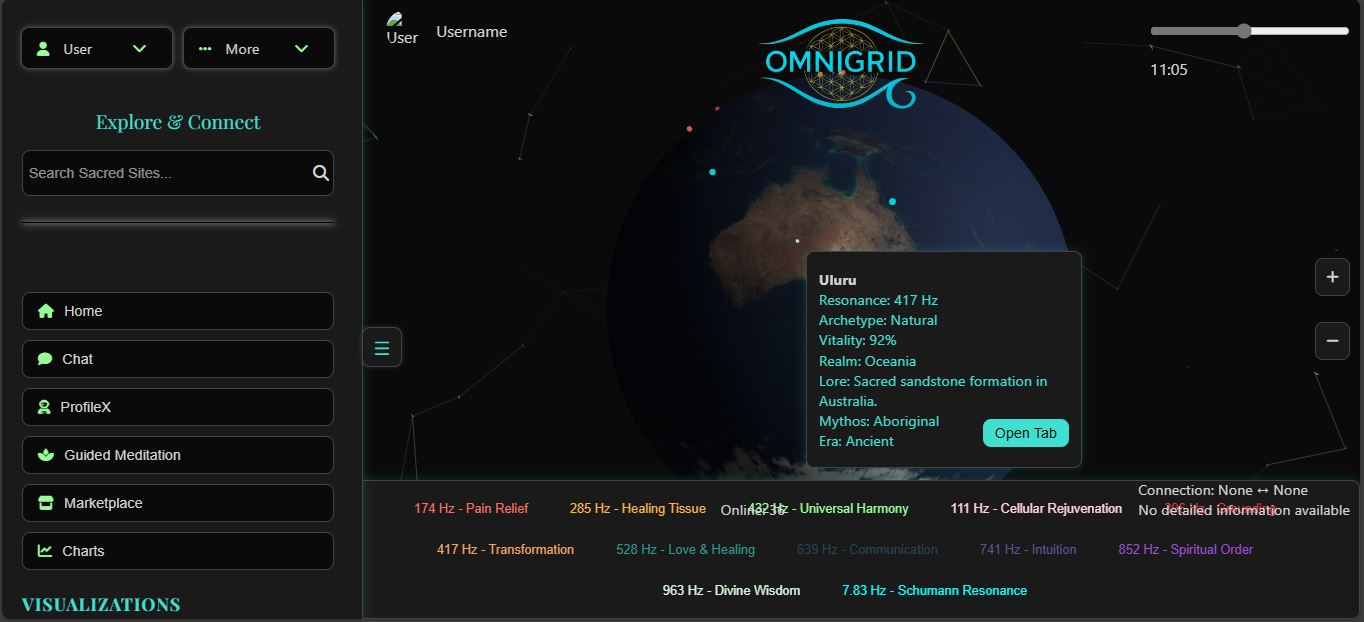 User
More
Explore & Connect
Search Sacred Sites...
Home
Chat
ProfileX
Guided Meditation
Marketplace
Charts
VISUALIZATIONS
User
Username
OMNIGRID
11:05
+
−
Uluru
Resonance: 417 Hz
Archetype: Natural
Vitality: 92%
Realm: Oceania
Lore: Sacred sandstone formation in
Australia.
Mythos: Aboriginal
Era: Ancient
Open Tab
Connection: None ↔ None
No detailed information available
174 Hz - Pain Relief
285 Hz - Healing Tissue
Online: 36
432 Hz - Universal Harmony
111 Hz - Cellular Rejuvenation
417 Hz - Transformation
528 Hz - Love & Healing
639 Hz - Communication
741 Hz - Intuition
852 Hz - Spiritual Order
963 Hz - Divine Wisdom
7.83 Hz - Schumann Resonance